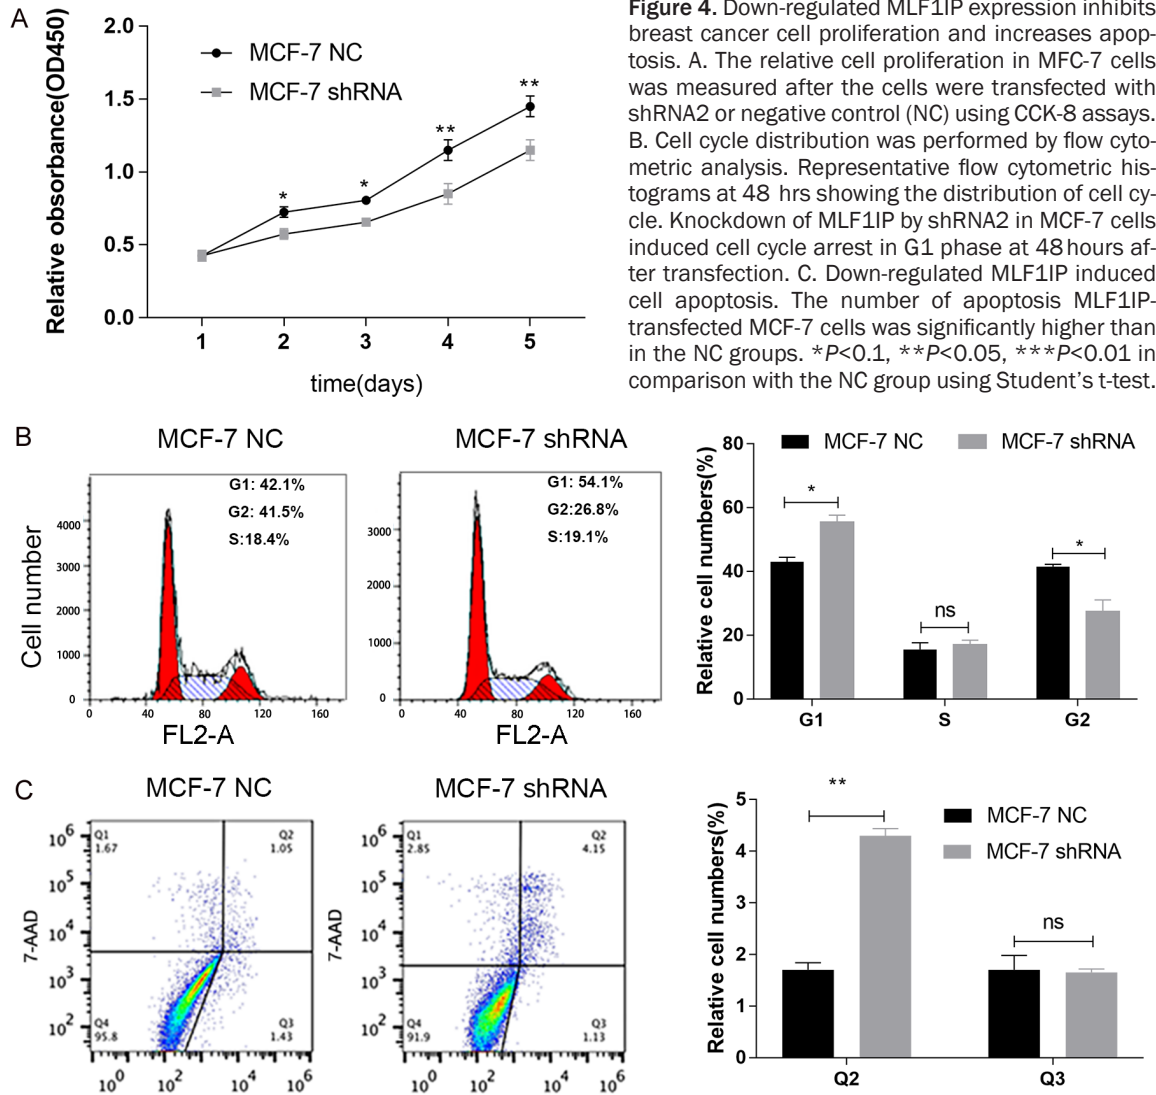 A
2.0
1.5
1.0
0.5
0.0
Relative obsorbance(OD450)
MCF-7 NC
MCF-7 shRNA
*
*
**
**
1 2 3 4 5
time(days)
Figure 4. Down-regulated MLF1IP expression inhibits
breast cancer cell proliferation and increases apop-
tosis. A. The relative cell proliferation in MFC-7 cells
was measured after the cells were transfected with
shRNA2 or negative control (NC) using CCK-8 assays.
B. Cell cycle distribution was performed by flow cyto-
metric analysis. Representative flow cytometric his-
tograms at 48 hrs showing the distribution of cell cy-
cle. Knockdown of MLF1IP by shRNA2 in MCF-7 cells
induced cell cycle arrest in G1 phase at 48 hours af-
ter transfection. C. Down-regulated MLF1IP induced
cell apoptosis. The number of apoptosis MLF1IP-
transfected MCF-7 cells was significantly higher than
in the NC groups. *P<0.1, **P<0.05, ***P<0.01 in
comparison with the NC group using Student's t-test.
B
MCF-7 NC
G1: 42.1%
G2: 41.5%
S:18.4%
4000
3000
2000
1000
0
Cell number
0 40 80 120 160
FL2-A
MCF-7 shRNA
G1: 54.1%
G2:26.8%
S:19.1%
3000
2000
1000
0
0 40 80 120 160
FL2-A
MCF-7 NC
MCF-7 shRNA
80
60
40
20
0
Relative cell numbers(%)
*
ns
*
G1 S G2
C
MCF-7 NC
Q1
1.67
Q2
1.05
Q4
95.8
Q3
1.43
10^6
10^5
10^4
10^3
10^2
7-AAD
10^0 10^2 10^4 10^6
MCF-7 shRNA
Q1
2.85
Q2
4.15
Q4
91.9
Q3
1.13
10^6
10^5
10^4
10^3
10^2
7-AAD
10^0 10^2 10^4 10^6
5
4
3
2
1
0
Relative cell numbers(%)
**
ns
MCF-7 NC
MCF-7 shRNA
Q2 Q3